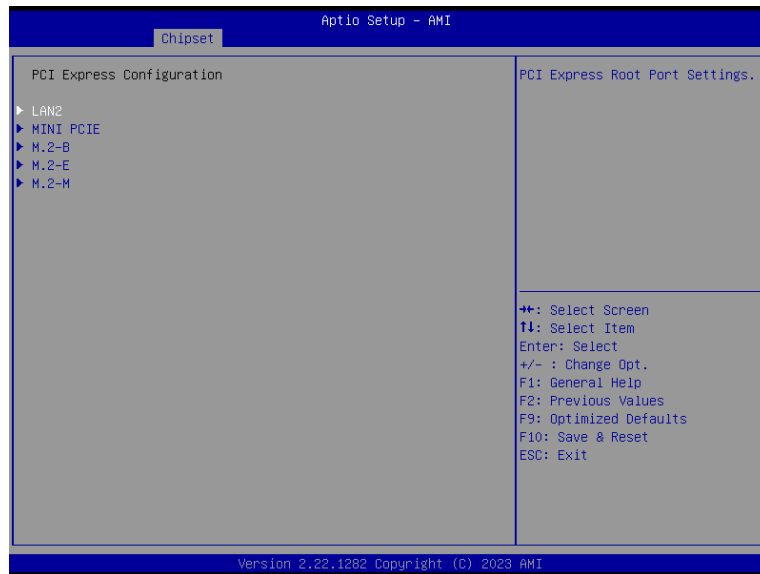 Aptio Setup – AMI
Chipset
PCI Express Configuration
▶ LAN2
▶ MINI PCIE
▶ M.2-B
▶ M.2-E
▶ M.2-M
PCI Express Root Port Settings.
→←: Select Screen
↑↓: Select Item
Enter: Select
+/- : Change Opt.
F1: General Help
F2: Previous Values
F9: Optimized Defaults
F10: Save & Reset
ESC: Exit
Version 2.22.1282 Copyright (C) 2023 AMI